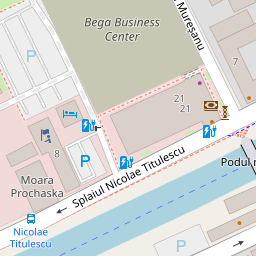 Bega Business
Center
Mureșanu
P
7
21
21
8
P
Moara
Prochaska
Splaiul Nicolae Titulescu
Podul
Nicolae
Titulescu
P